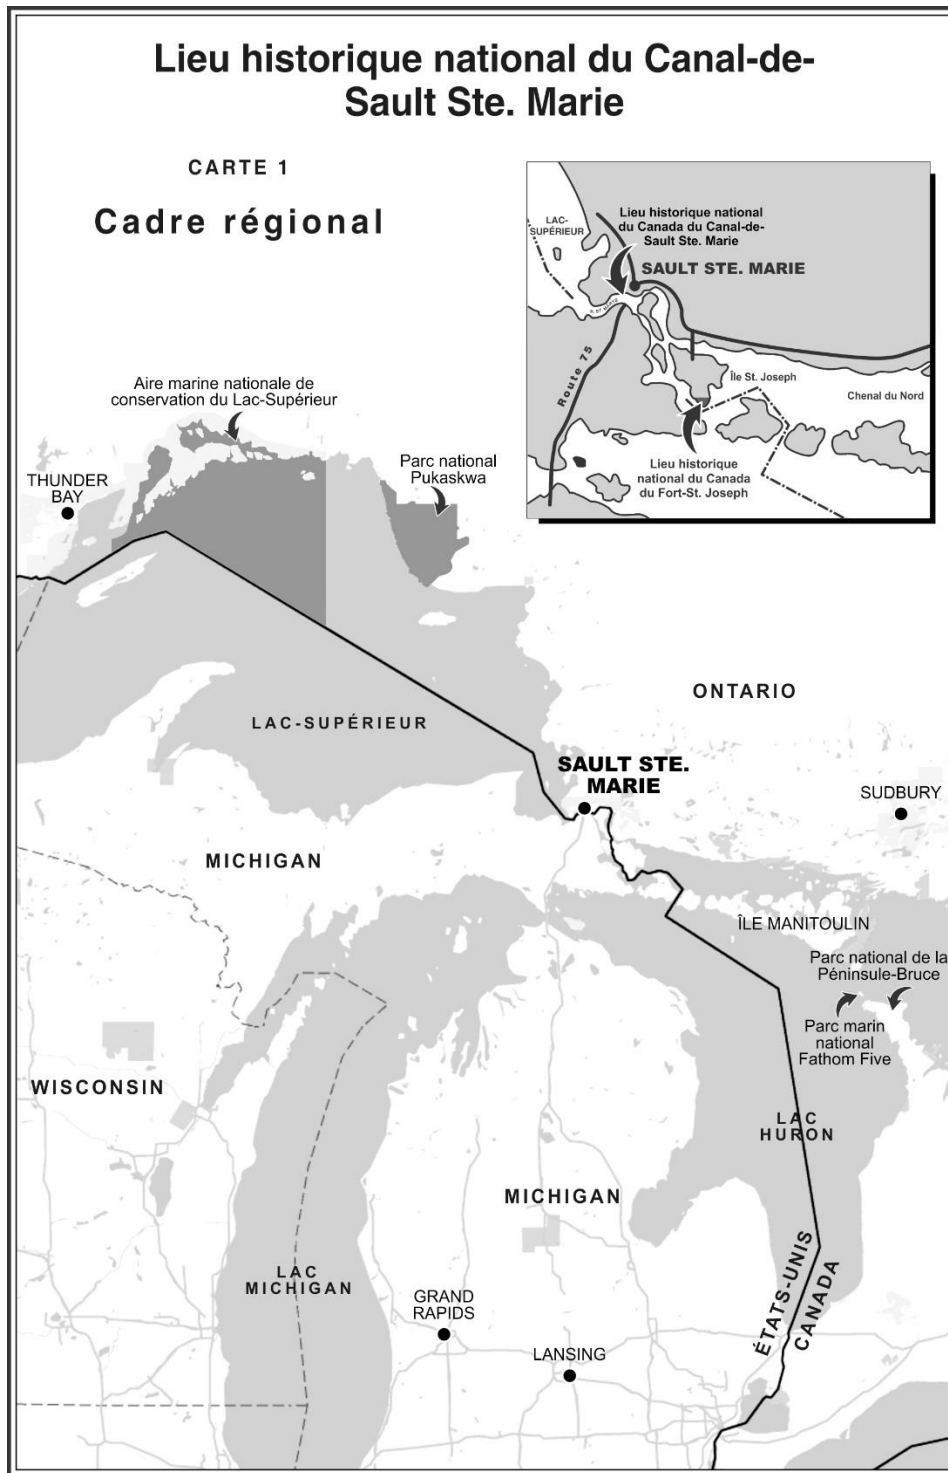 Lieu historique national du Canal-de-
Sault Ste. Marie
CARTE 1
Cadre régional
LAC-
SUPÉRIEUR
Lieu historique national
du Canada du Canal-de-
Sault Ste. Marie
SAULT STE. MARIE
Route 75
Île St. Joseph
Chenal du Nord
Lieu historique
national du Canada
du Fort-St. Joseph
Aire marine nationale de
conservation du Lac-Supérieur
Parc national
Pukaskwa
THUNDER
BAY
ONTARIO
LAC-SUPÉRIEUR
SAULT STE.
MARIE
SUDBURY
MICHIGAN
ÎLE MANITOULIN
Parc national de la
Péninsule-Bruce
Parc marin
national
Fathom Five
WISCONSIN
LAC
HURON
MICHIGAN
LAC
MICHIGAN
GRAND
RAPIDS
LANSING
ÉTATS-UNIS
CANADA